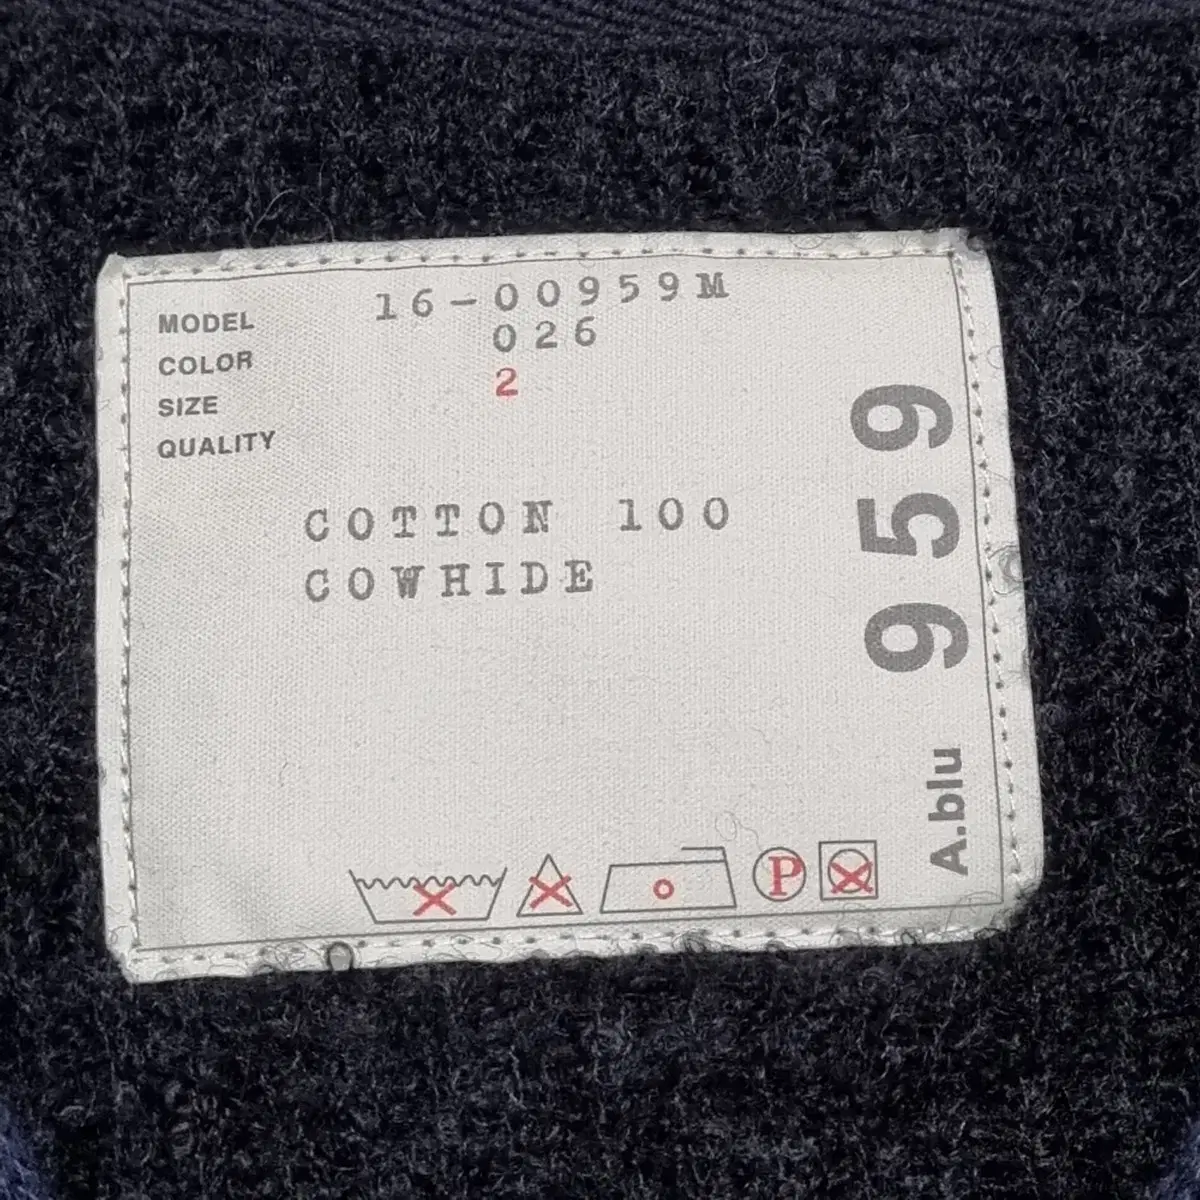 MODEL 16-00959M
COLOR 026
SIZE 2
QUALITY
COTTON 100
COWHIDE
P
A.blu 959